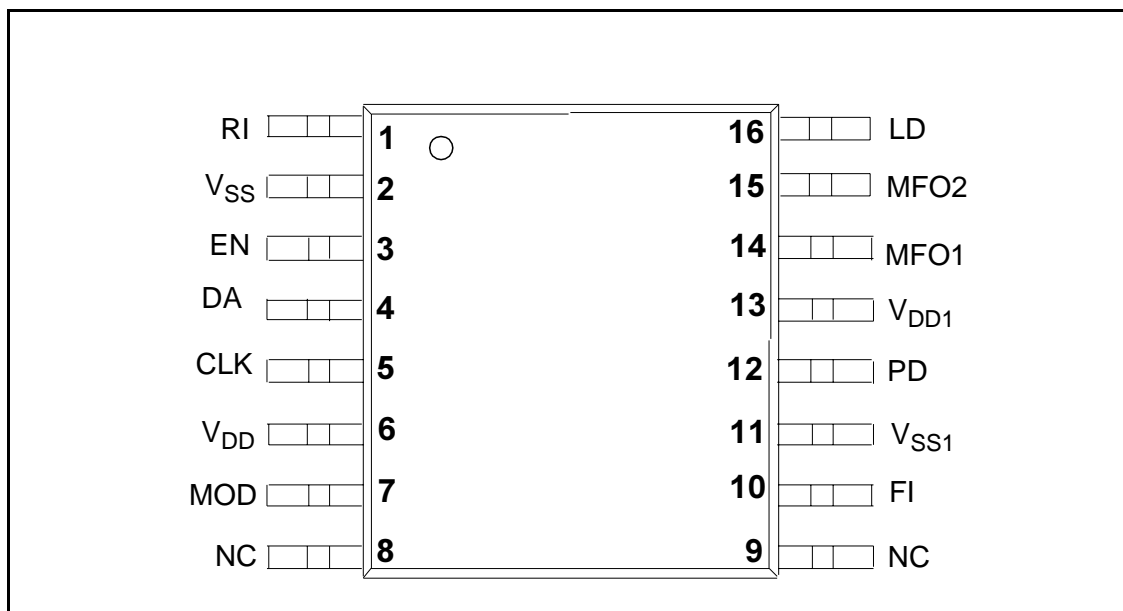 RI 1 16 LD
VSS 2 15 MFO2
EN 3 14 MFO1
DA 4 13 VDD1
CLK 5 12 PD
VDD 6 11 VSS1
MOD 7 10 FI
NC 8 9 NC